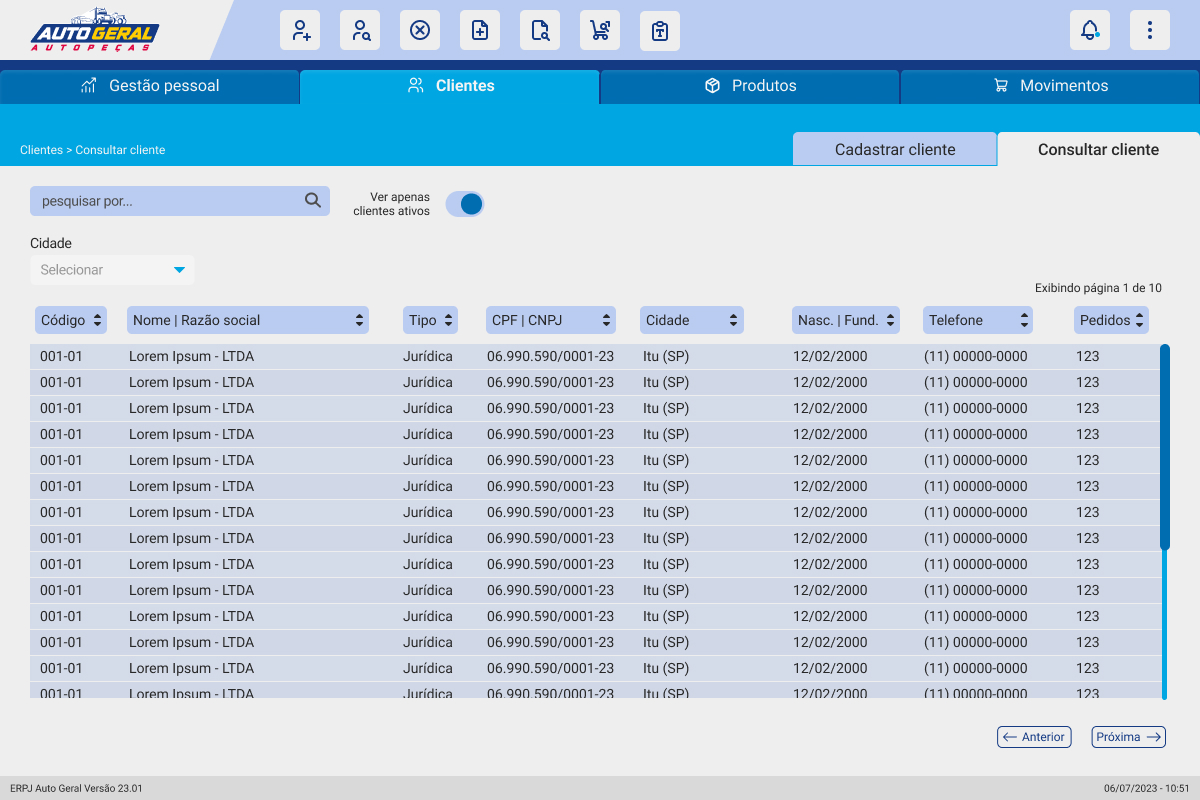 AUTO GERAL
AUTOPEÇAS
Gestão pessoal
Clientes
Produtos
Movimentos
Clientes > Consultar cliente
Cadastrar cliente
Consultar cliente
pesquisar por...
Ver apenas
clientes ativos
Cidade
Selecionar
Exibindo página 1 de 10
Código Nome | Razão social Tipo CPF | CNPJ Cidade Nasc. | Fund. Telefone Pedidos
001-01 Lorem Ipsum - LTDA Jurídica 06.990.590/0001-23 Itu (SP) 12/02/2000 (11) 00000-0000 123
001-01 Lorem Ipsum - LTDA Jurídica 06.990.590/0001-23 Itu (SP) 12/02/2000 (11) 00000-0000 123
001-01 Lorem Ipsum - LTDA Jurídica 06.990.590/0001-23 Itu (SP) 12/02/2000 (11) 00000-0000 123
001-01 Lorem Ipsum - LTDA Jurídica 06.990.590/0001-23 Itu (SP) 12/02/2000 (11) 00000-0000 123
001-01 Lorem Ipsum - LTDA Jurídica 06.990.590/0001-23 Itu (SP) 12/02/2000 (11) 00000-0000 123
001-01 Lorem Ipsum - LTDA Jurídica 06.990.590/0001-23 Itu (SP) 12/02/2000 (11) 00000-0000 123
001-01 Lorem Ipsum - LTDA Jurídica 06.990.590/0001-23 Itu (SP) 12/02/2000 (11) 00000-0000 123
001-01 Lorem Ipsum - LTDA Jurídica 06.990.590/0001-23 Itu (SP) 12/02/2000 (11) 00000-0000 123
001-01 Lorem Ipsum - LTDA Jurídica 06.990.590/0001-23 Itu (SP) 12/02/2000 (11) 00000-0000 123
001-01 Lorem Ipsum - LTDA Jurídica 06.990.590/0001-23 Itu (SP) 12/02/2000 (11) 00000-0000 123
001-01 Lorem Ipsum - LTDA Jurídica 06.990.590/0001-23 Itu (SP) 12/02/2000 (11) 00000-0000 123
001-01 Lorem Ipsum - LTDA Jurídica 06.990.590/0001-23 Itu (SP) 12/02/2000 (11) 00000-0000 123
001-01 Lorem Ipsum - LTDA Jurídica 06.990.590/0001-23 Itu (SP) 12/02/2000 (11) 00000-0000 123
001-01 Lorem Ipsum - LTDA Jurídica 06.990.590/0001-23 Itu (SP) 12/02/2000 (11) 00000-0000 123
Anterior
Próxima
ERPJ Auto Geral Versão 23.01
06/07/2023 - 10:51